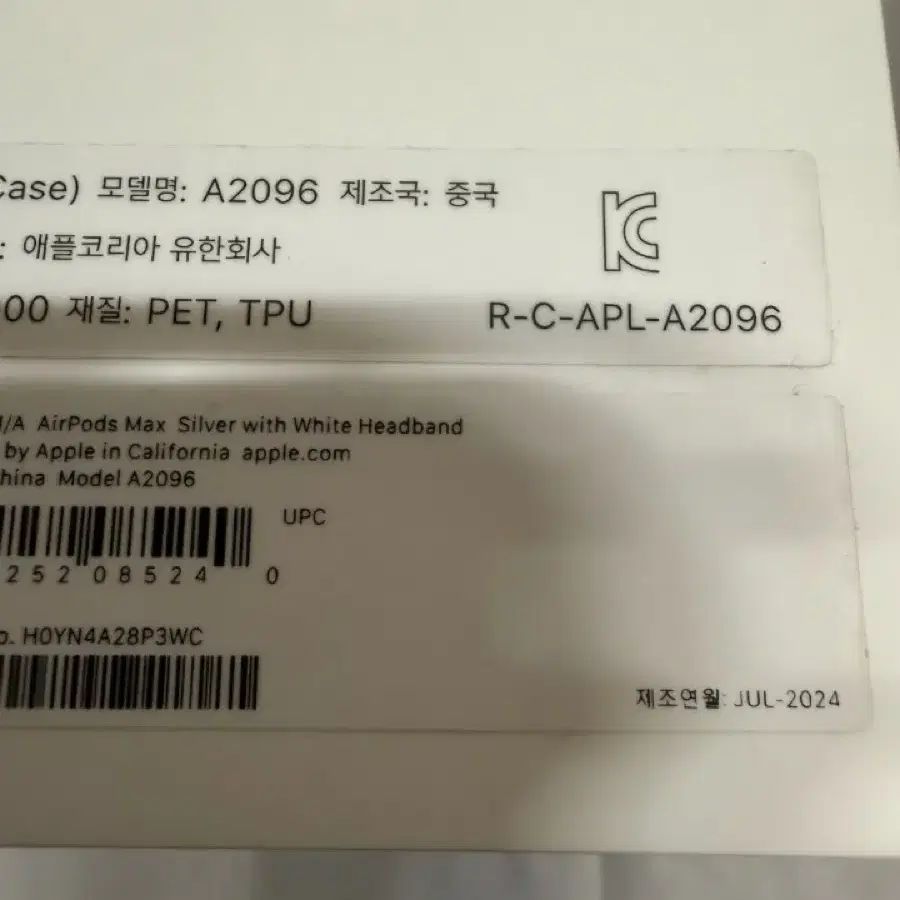 Case) 모델명: A2096 제조국: 중국
: 애플코리아 유한회사
000 재질: PET, TPU
R-C-APL-A2096
/A AirPods Max Silver with White Headband
by Apple in California apple.com
hina Model A2096
UPC
252 08524 0
o. H0YN4A28P3WC
제조연월: JUL-2024